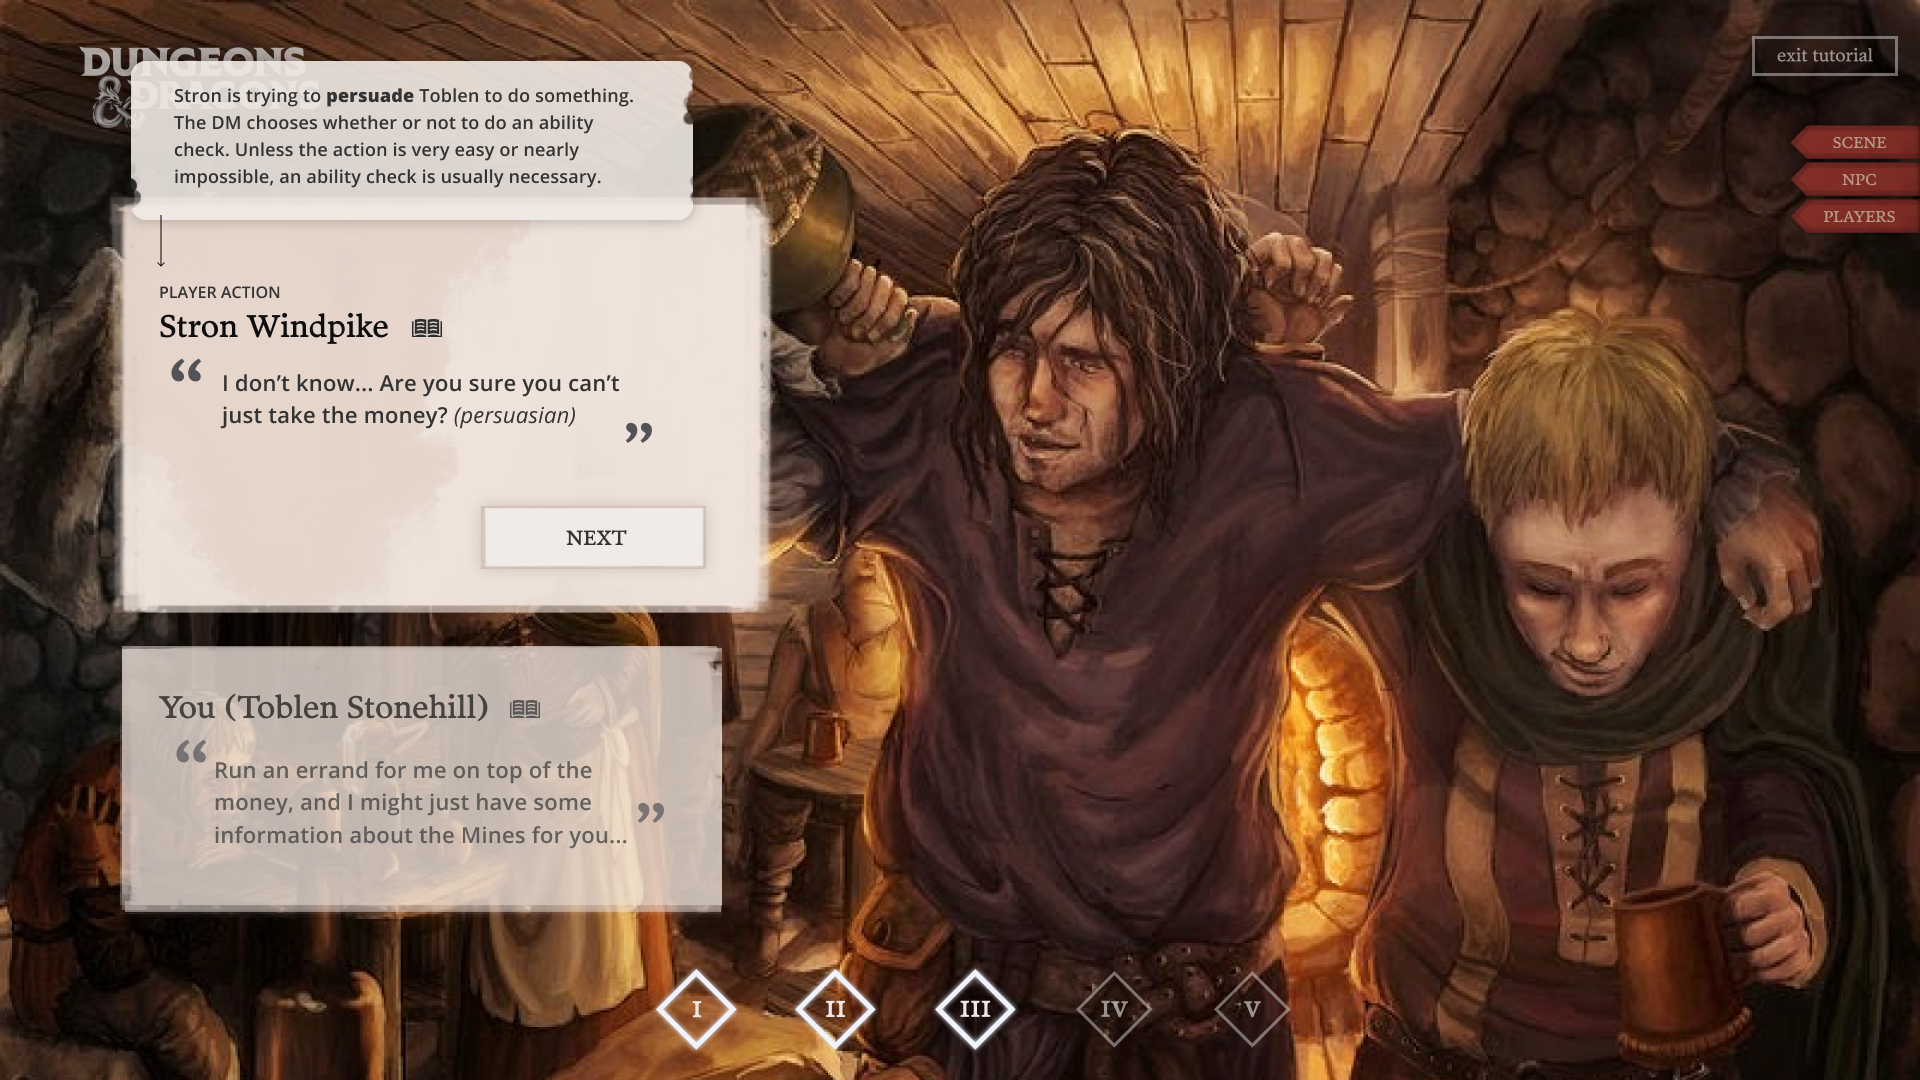 DUNGEONS
& DRAGONS
exit tutorial
Stron is trying to persuade Toblen to do something.
The DM chooses whether or not to do an ability
check. Unless the action is very easy or nearly
impossible, an ability check is usually necessary.
SCENE
NPC
PLAYERS
PLAYER ACTION
Stron Windpike
“ I don’t know... Are you sure you can’t
just take the money? (persuasian) ”
NEXT
You (Toblen Stonehill)
“ Run an errand for me on top of the
money, and I might just have some
information about the Mines for you... ”
I II III IV V